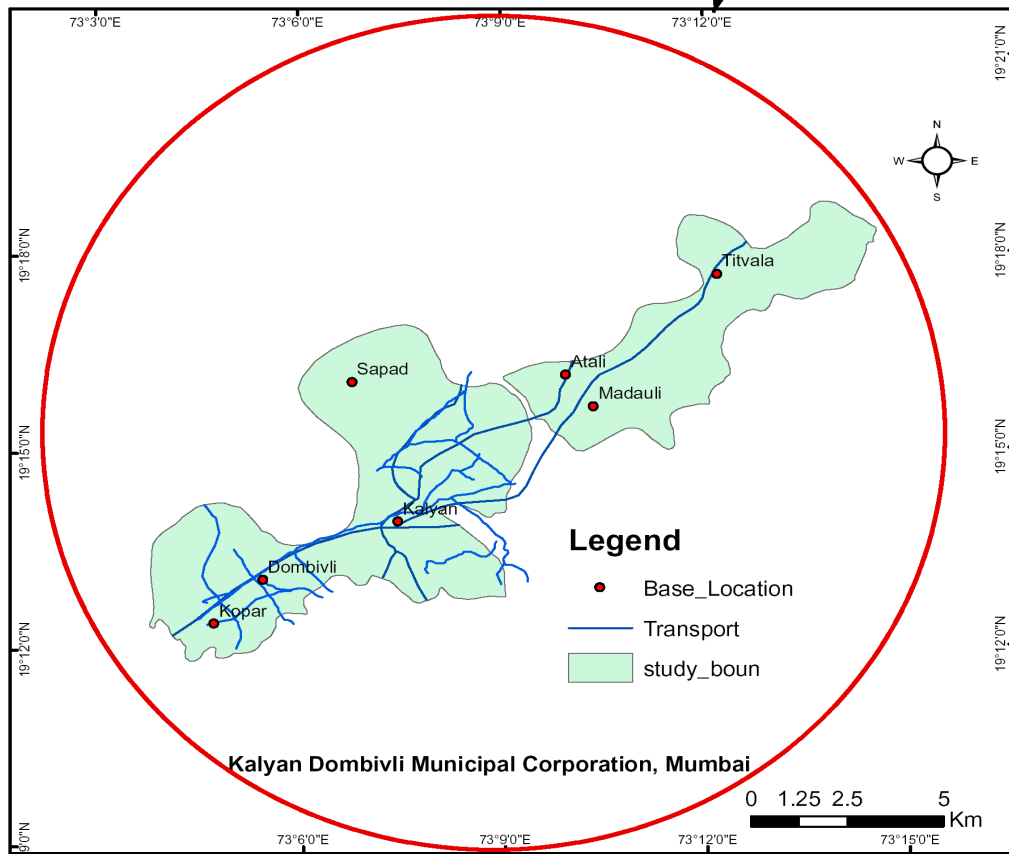 73°3'0"E 73°6'0"E 73°9'0"E 73°12'0"E
19°21'0"N
N
W E
S
19°18'0"N 19°18'0"N
Titvala
Sapad
Atali
Madauli
19°15'0"N 19°15'0"N
Kalyan
Dombivli
Kopar
Legend
Base_Location
Transport
study_boun
19°12'0"N 19°12'0"N
Kalyan Dombivli Municipal Corporation, Mumbai
0 1.25 2.5 5
Km
9'0"N
73°6'0"E 73°9'0"E 73°12'0"E 73°15'0"E